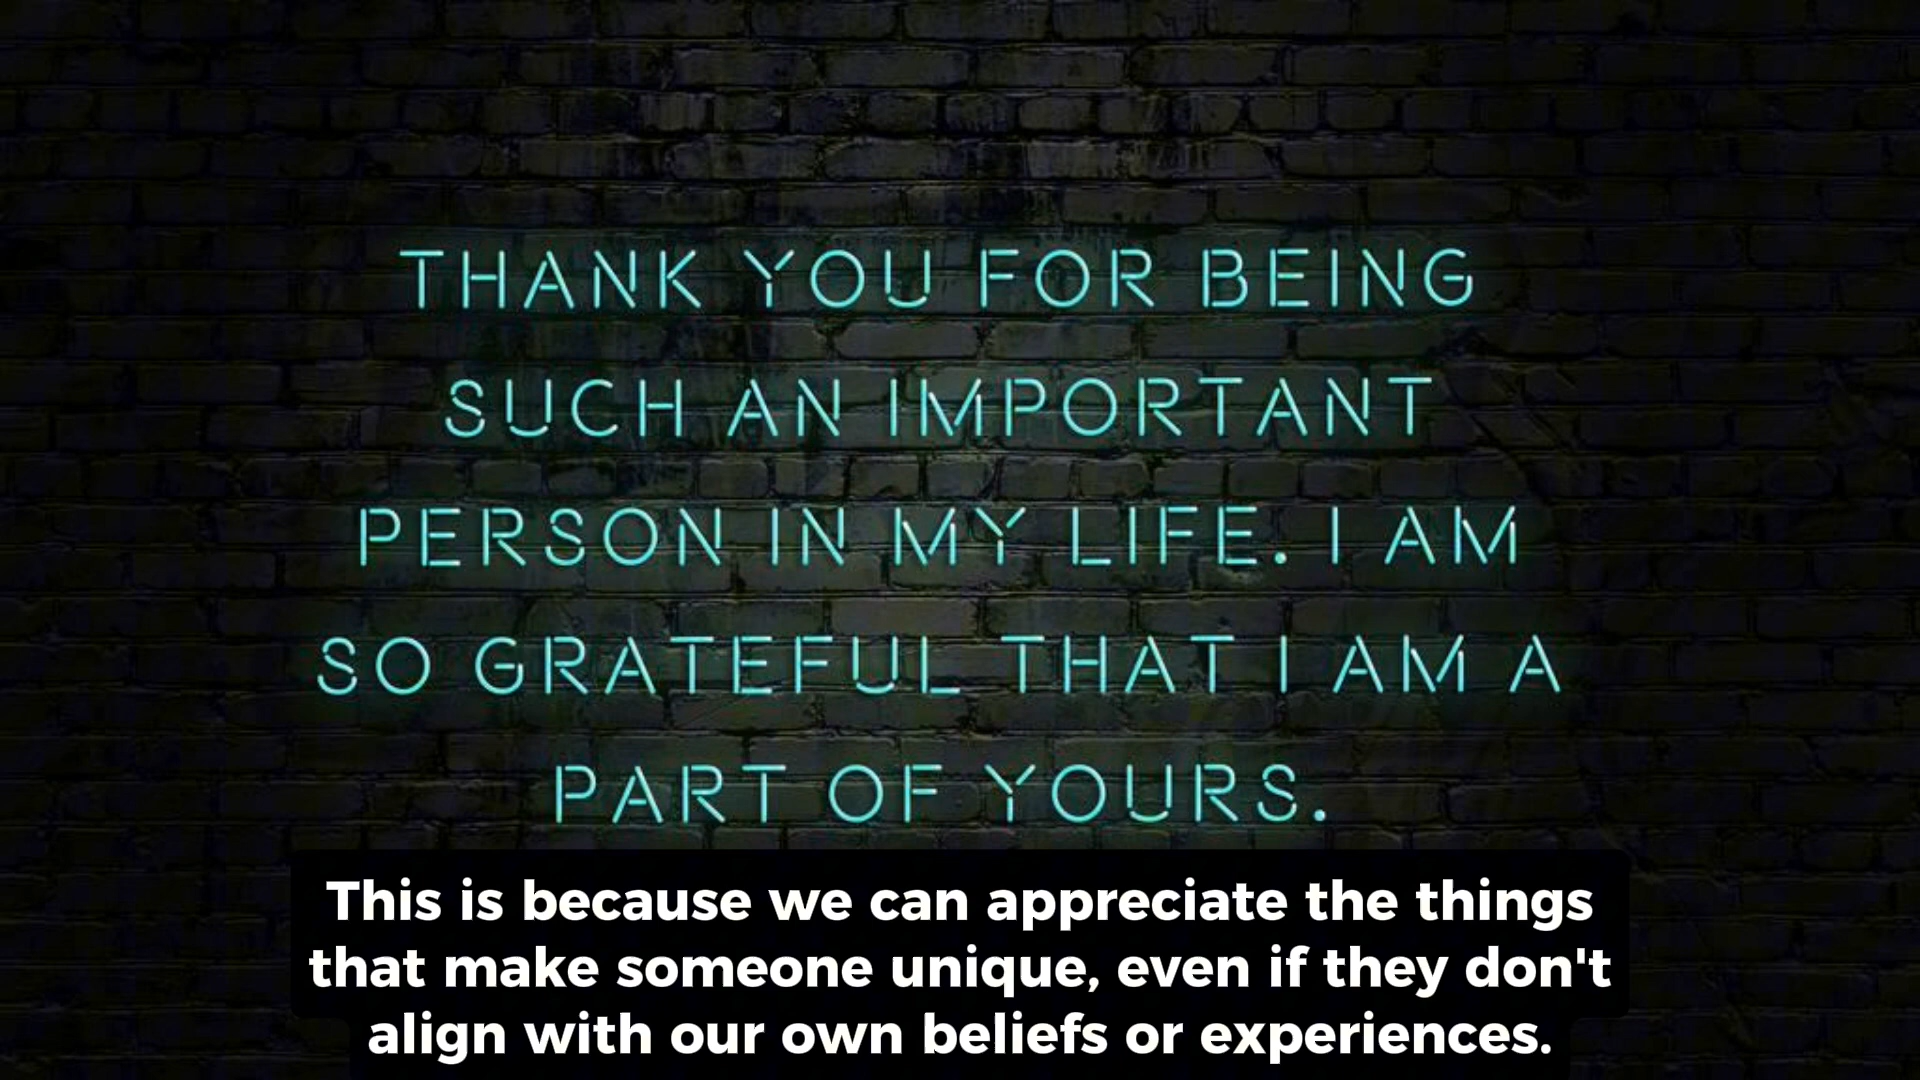 THANK YOU FOR BEING
SUCH AN IMPORTANT
PERSON IN MY LIFE. I AM
SO GRATEFUL THAT I AM A
PART OF YOURS.
This is because we can appreciate the things
that make someone unique, even if they don't
align with our own beliefs or experiences.